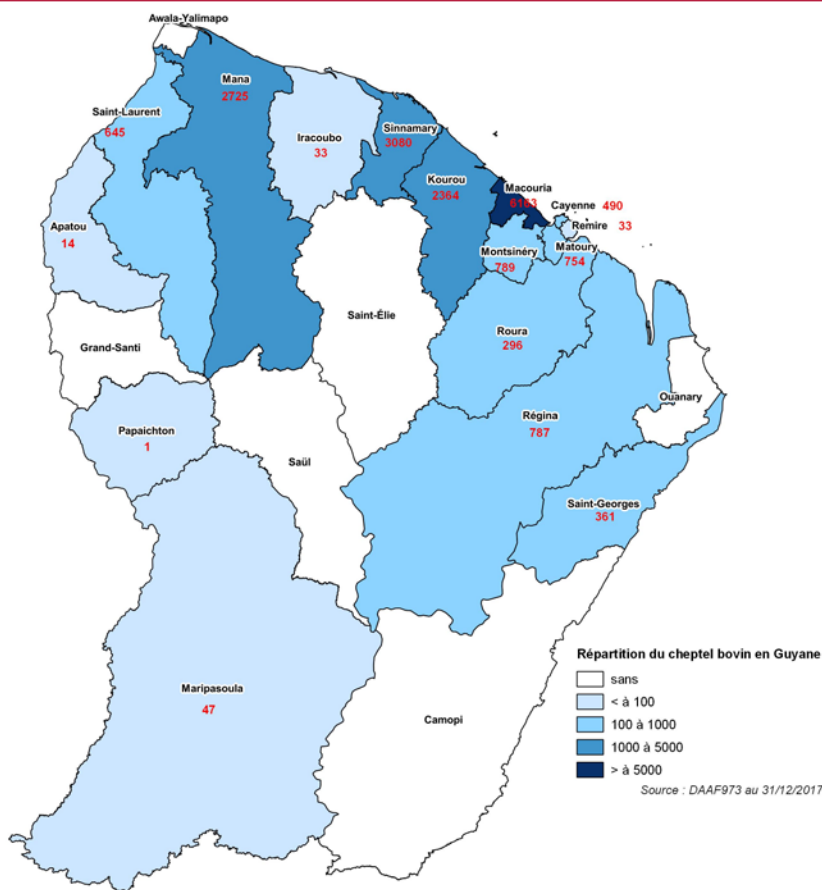 Awala-Yalimapo
Mana
2725
Saint-Laurent
645
Iracoubo
33
Sinnamary
3080
Kourou
2364
Macouria
6163
Cayenne 490
Remire 33
Matoury
754
Montsinéry
789
Apatou
14
Saint-Élie
Roura
296
Grand-Santi
Ouanary
Régina
787
Papaichton
1
Saül
Saint-Georges
361
Maripasoula
47
Camopi
Répartition du cheptel bovin en Guyane
sans
< à 100
100 à 1000
1000 à 5000
> à 5000
Source : DAAF973 au 31/12/2017